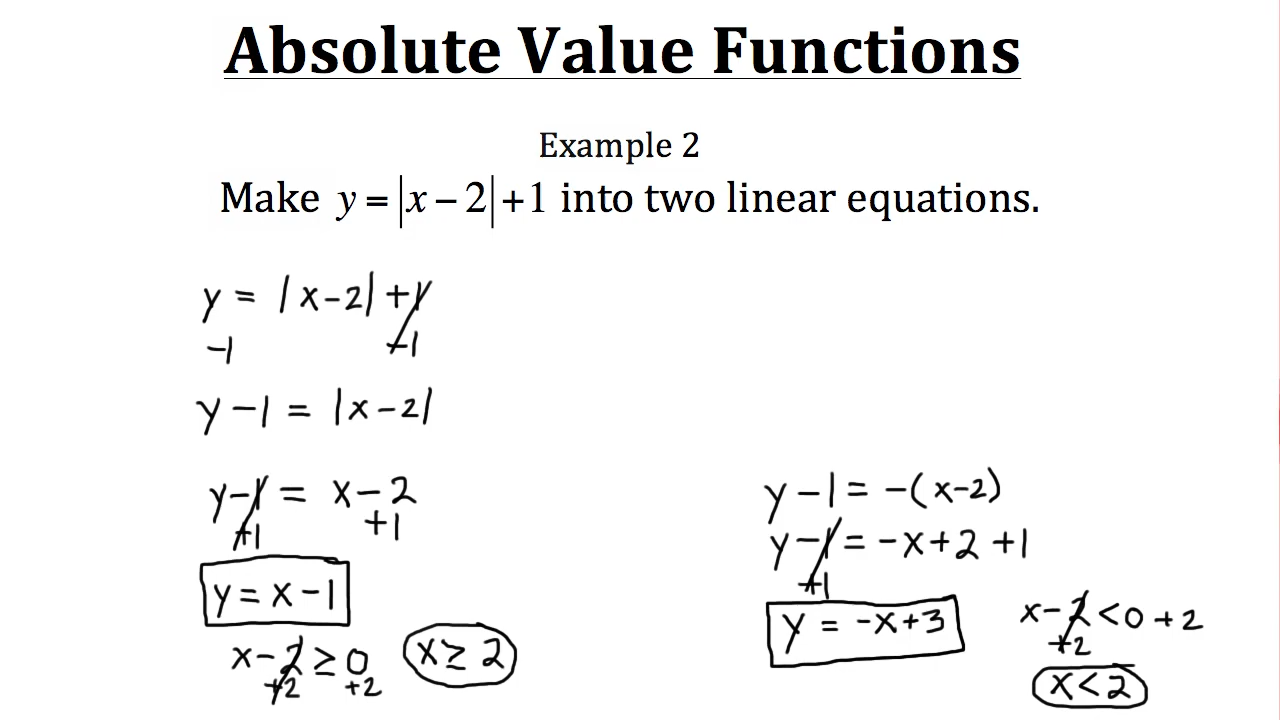 Absolute Value Functions
Example 2
Make y = |x − 2| + 1 into two linear equations.
y = |x-2| +1
-1 -1
y -1 = |x-2|
y-1 = x-2
+1 +1
y = x-1
x-2 ≥ 0
+2 +2
x ≥ 2
y -1 = -(x-2)
y -1 = -x+2 +1
+1
y = -x+3
x-2 <0 +2
+2
x<2